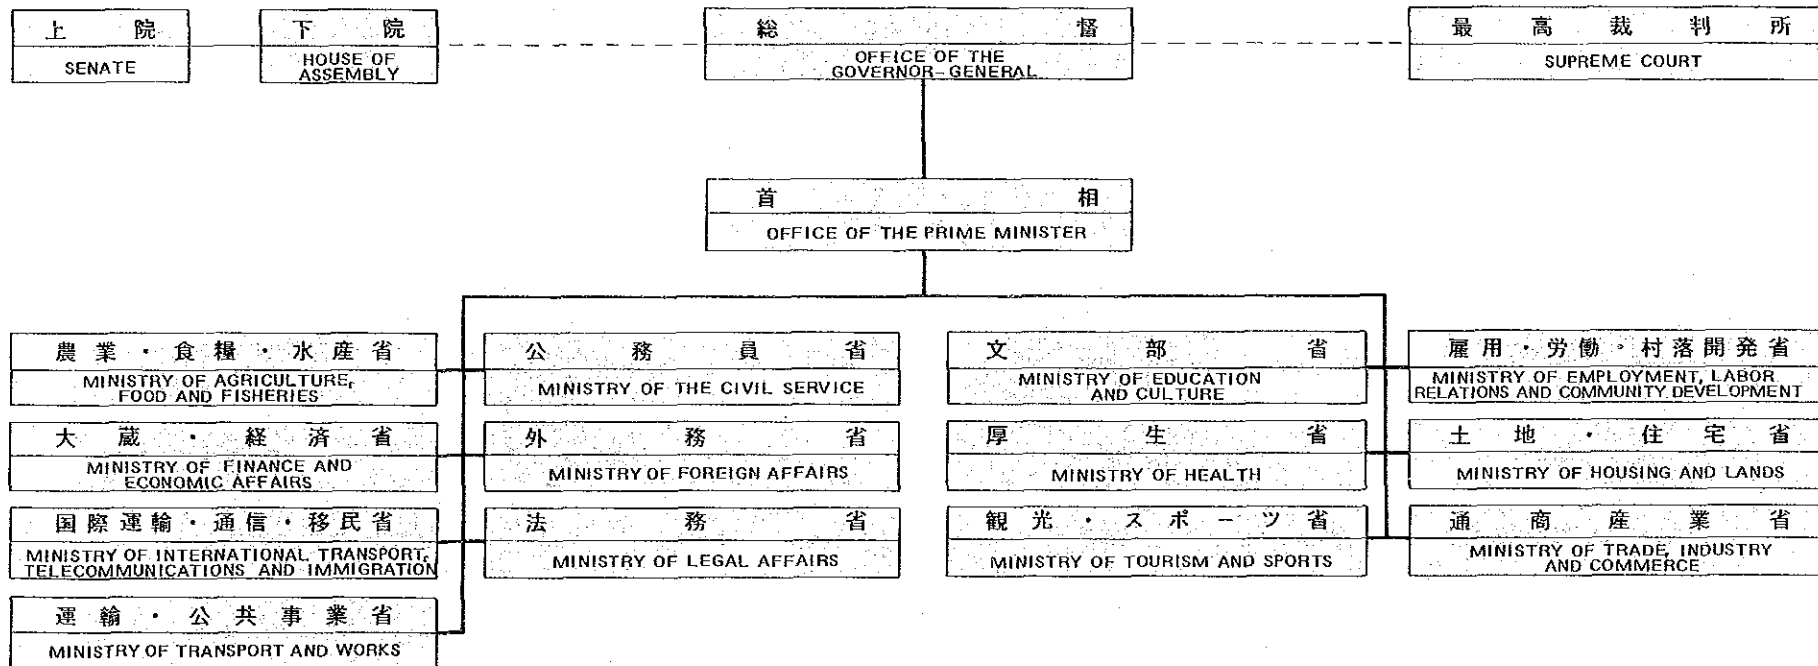 上院
SENATE
下院
HOUSE OF
ASSEMBLY
総督
OFFICE OF THE
GOVERNOR-GENERAL
最高裁判所
SUPREME COURT
首相
OFFICE OF THE PRIME MINISTER
農業・食糧・水産省
MINISTRY OF AGRICULTURE,
FOOD AND FISHERIES
公務員省
MINISTRY OF THE CIVIL SERVICE
文部省
MINISTRY OF EDUCATION
AND CULTURE
雇用・労働・村落開発省
MINISTRY OF EMPLOYMENT, LABOR
RELATIONS AND COMMUNITY DEVELOPMENT
大蔵・経済省
MINISTRY OF FINANCE AND
ECONOMIC AFFAIRS
外務省
MINISTRY OF FOREIGN AFFAIRS
厚生省
MINISTRY OF HEALTH
土地・住宅省
MINISTRY OF HOUSING AND LANDS
国際運輸・通信・移民省
MINISTRY OF INTERNATIONAL TRANSPORT,
TELECOMMUNICATIONS AND IMMIGRATION
法務省
MINISTRY OF LEGAL AFFAIRS
観光・スポーツ省
MINISTRY OF TOURISM AND SPORTS
通商産業省
MINISTRY OF TRADE, INDUSTRY
AND COMMERCE
運輸・公共事業省
MINISTRY OF TRANSPORT AND WORKS